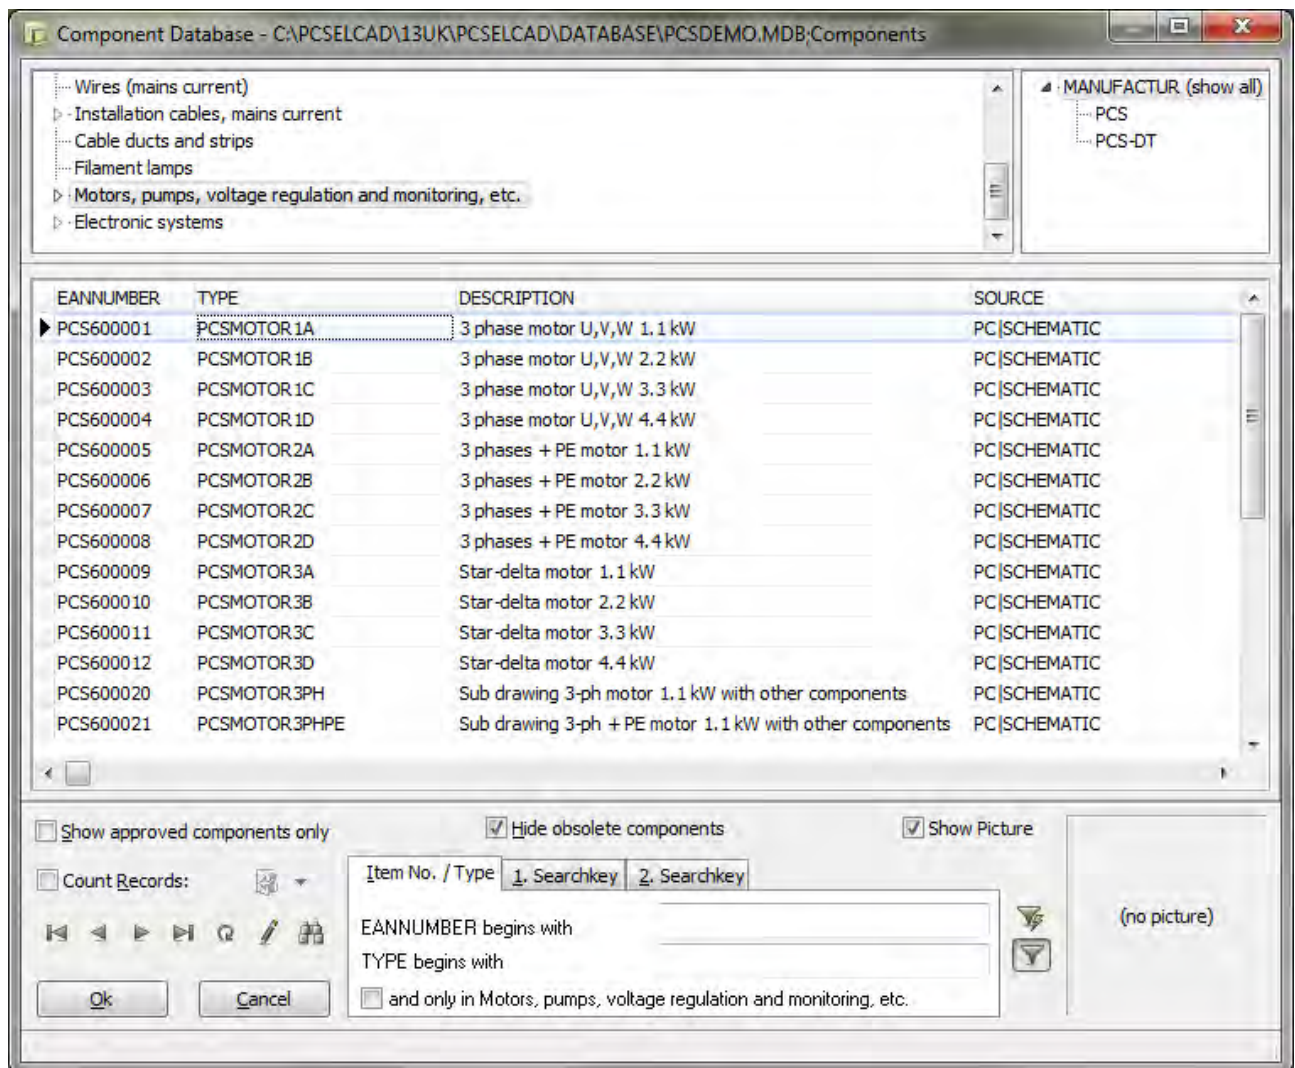 Component Database - C:\PCSELCAD\13UK\PCSELCAD\DATABASE\PCSDEMO.MDB;Components
Wires (mains current)
Installation cables, mains current
Cable ducts and strips
Filament lamps
Motors, pumps, voltage regulation and monitoring, etc.
Electronic systems
MANUFACTUR (show all)
PCS
PCS-DT
EANNUMBER TYPE DESCRIPTION SOURCE
PCS600001 PCSMOTOR1A 3 phase motor U,V,W 1.1 kW PC|SCHEMATIC
PCS600002 PCSMOTOR1B 3 phase motor U,V,W 2.2 kW PC|SCHEMATIC
PCS600003 PCSMOTOR1C 3 phase motor U,V,W 3.3 kW PC|SCHEMATIC
PCS600004 PCSMOTOR1D 3 phase motor U,V,W 4.4 kW PC|SCHEMATIC
PCS600005 PCSMOTOR2A 3 phases + PE motor 1.1 kW PC|SCHEMATIC
PCS600006 PCSMOTOR2B 3 phases + PE motor 2.2 kW PC|SCHEMATIC
PCS600007 PCSMOTOR2C 3 phases + PE motor 3.3 kW PC|SCHEMATIC
PCS600008 PCSMOTOR2D 3 phases + PE motor 4.4 kW PC|SCHEMATIC
PCS600009 PCSMOTOR3A Star-delta motor 1.1 kW PC|SCHEMATIC
PCS600010 PCSMOTOR3B Star-delta motor 2.2 kW PC|SCHEMATIC
PCS600011 PCSMOTOR3C Star-delta motor 3.3 kW PC|SCHEMATIC
PCS600012 PCSMOTOR3D Star-delta motor 4.4 kW PC|SCHEMATIC
PCS600020 PCSMOTOR3PH Sub drawing 3-ph motor 1.1 kW with other components PC|SCHEMATIC
PCS600021 PCSMOTOR3PHPE Sub drawing 3-ph + PE motor 1.1 kW with other components PC|SCHEMATIC
Show approved components only
Hide obsolete components
Show Picture
Count Records:
Item No. / Type 1. Searchkey 2. Searchkey
EANNUMBER begins with
TYPE begins with
and only in Motors, pumps, voltage regulation and monitoring, etc.
(no picture)
Ok Cancel